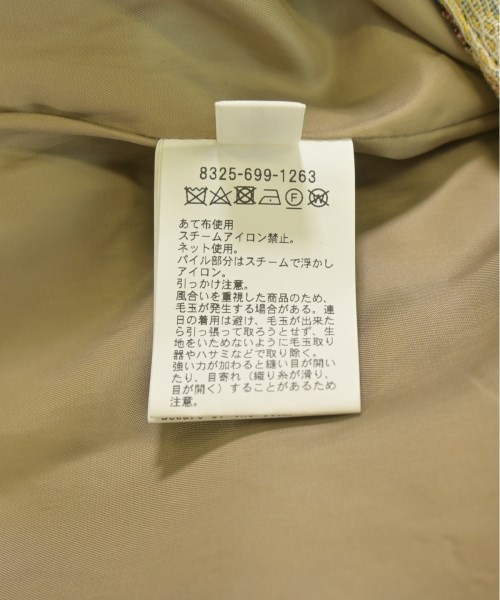 8325-699-1263
F W
あて布使用
スチームアイロン禁止。
ネット使用。
パイル部分はスチームで浮かし
アイロン。
引っかけ注意。
風合いを重視した商品のため、
毛玉が発生する場合がある。連
日の着用は避け、毛玉が出来た
ら引っ張って取ろうとせず、生
地をいためないように毛玉取り
器やハサミなどで取り除く。
強い力が加わると縫い目が開い
たり、目寄れ（織り糸が滑り、
目が開く）することがあるため
注意。